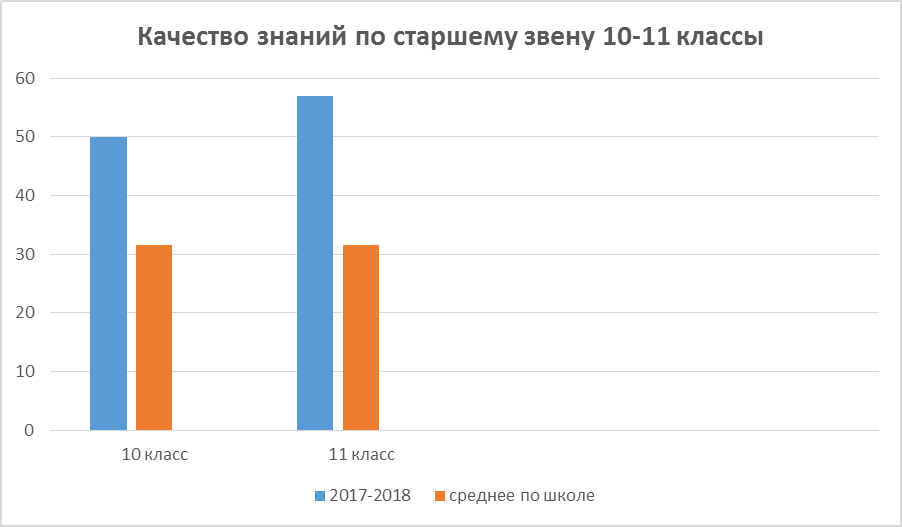 Качество знаний по старшему звену 10-11 классы
60
50
40
30
20
10
0
10 класс
11 класс
2017-2018
среднее по школе